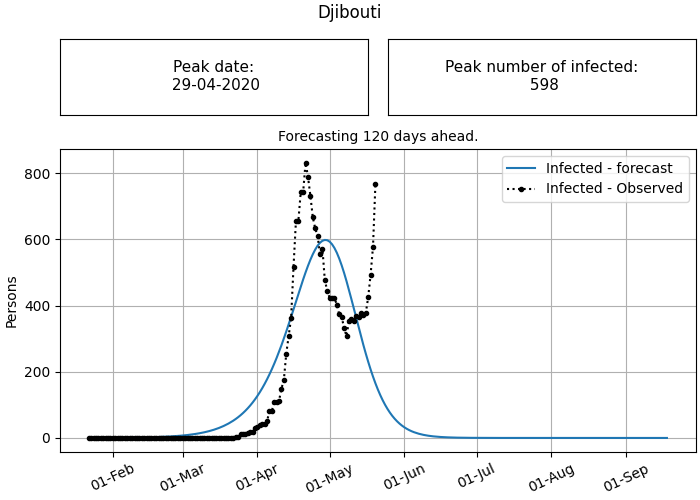 Djibouti
Peak date:
29-04-2020
Peak number of infected:
598
Forecasting 120 days ahead.
Infected - forecast
Infected - Observed
Persons
800
600
400
200
0
01-Feb
01-Mar
01-Apr
01-May
01-Jun
01-Jul
01-Aug
01-Sep